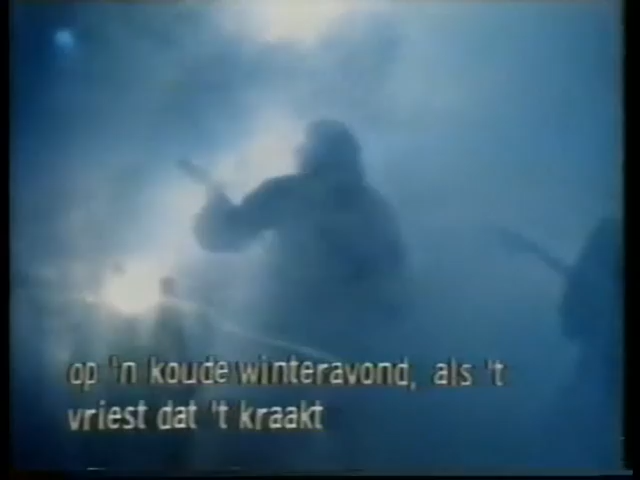 op 'n koude winteravond, als 't
vriest dat 't kraakt